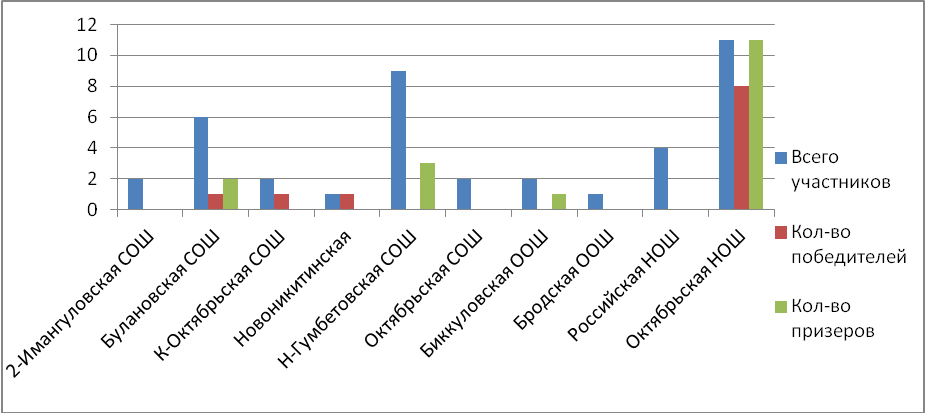 12
10
8
6
4
2
0
2-Имангуловская СОШ
Булановская СОШ
К-Октябрьская СОШ
Новоникитинская
Н-Гумбетовская СОШ
Октябрьская СОШ
Биккуловская ООШ
Бродская ООШ
Российская НОШ
Октябрьская НОШ
Всего
участников
Кол-во
победителей
Кол-во
призеров